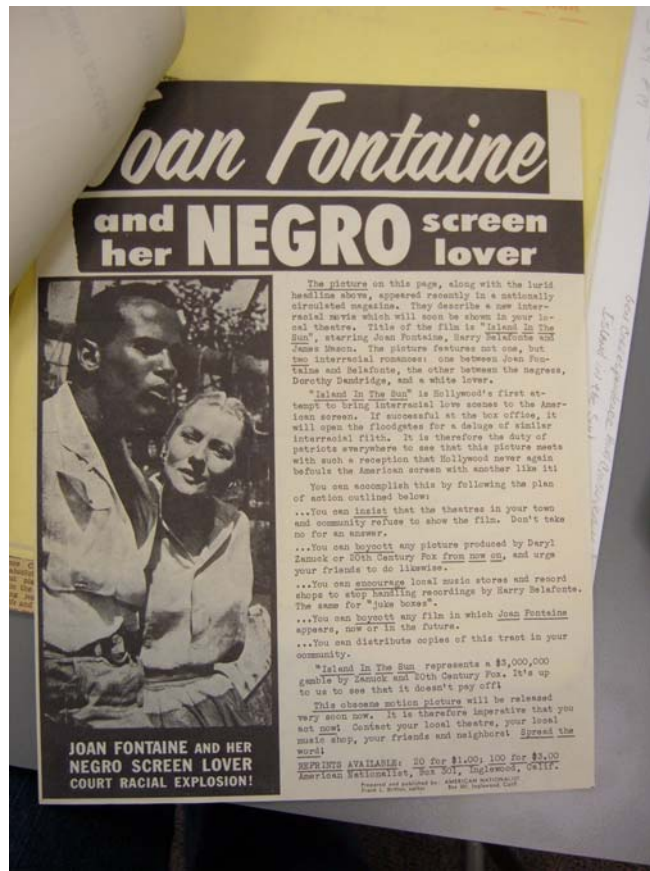 Joan Fontaine
and her NEGRO screen lover
The picture on this page, along with the lurid
headline above, appeared recently in a nationally
circulated magazine. They describe a new inter-
racial movie which will soon be shown in your lo-
cal theatre. Title of the film is "Island In The
Sun", starring Joan Fontaine, Harry Belafonte and
James Mason. The picture features not one, but
two interracial romances: one between Joan Fon-
taine and Belafonte, the other between the negress,
Dorothy Dandridge, and a white lover.
"Island In The Sun" is Hollywood's first at-
tempt to bring interracial love scenes to the Amer-
ican screen. If successful at the box office, it
will open the floodgates for a deluge of similar
interracial filth. It is therefore the duty of
patriots everywhere to see that this picture meets
with such a reception that Hollywood never again
befouls the American screen with another like it!
You can accomplish this by following the plan
of action outlined below:
...You can insist that the theatres in your town
and community refuse to show the film. Don't take
no for an answer.
...You can boycott any picture produced by Daryl
Zanuck or 20th Century Fox from now on, and urge
your friends to do likewise.
...You can encourage local music stores and record
shops to stop handling recordings by Harry Belafonte.
The same for "juke boxes".
...You can boycott any film in which Joan Fontaine
appears, now or in the future.
...You can distribute copies of this tract in your
community.
"Island In The Sun represents a $3,000,000
gamble by Zanuck and 20th Century Fox. It's up
to us to see that it doesn't pay off!
This obscene motion picture will be released
very soon now. It is therefore imperative that you
act now! Contact your local theatre, your local
music shop, your friends and neighbors! Spread the
word!
REPRINTS AVAILABLE: 20 for $1.00; 100 for $3.00
American Nationalist, Box 301, Inglewood, Calif.
Prepared and published by: AMERICAN NATIONALIST
JOAN FONTAINE AND HER
NEGRO SCREEN LOVER
COURT RACIAL EXPLOSION!
Island in the Sun